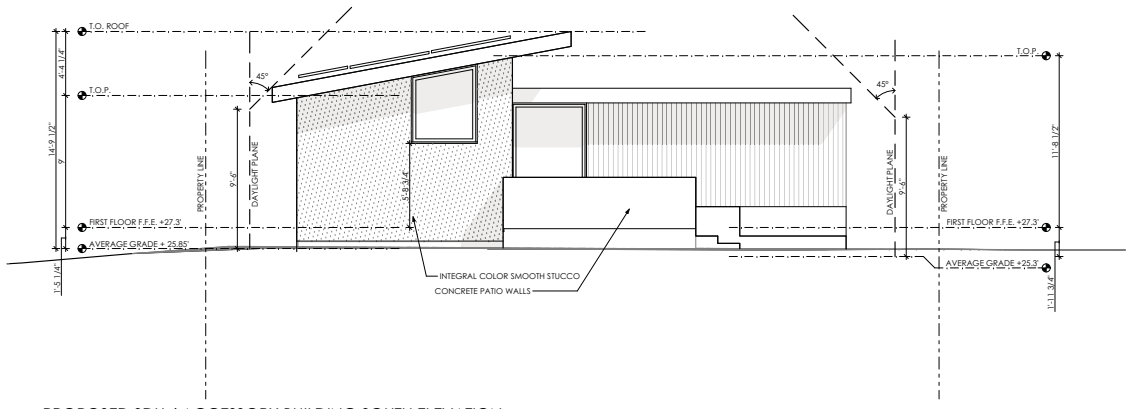 T.O. ROOF
4'-4 1/4"
45°
T.O.P.
14'-9 1/2"
9'
PROPERTY LINE
DAYLIGHT PLANE
9'-6"
5'-8 3/4"
FIRST FLOOR F.F.E. +27.3'
AVERAGE GRADE + 25.85'
1'-5 1/4"
INTEGRAL COLOR SMOOTH STUCCO
CONCRETE PATIO WALLS
T.O.P.
45°
11'-8 1/2"
DAYLIGHT PLANE
9'-6"
PROPERTY LINE
FIRST FLOOR F.F.E. +27.3'
AVERAGE GRADE +25.3'
1'-11 3/4"